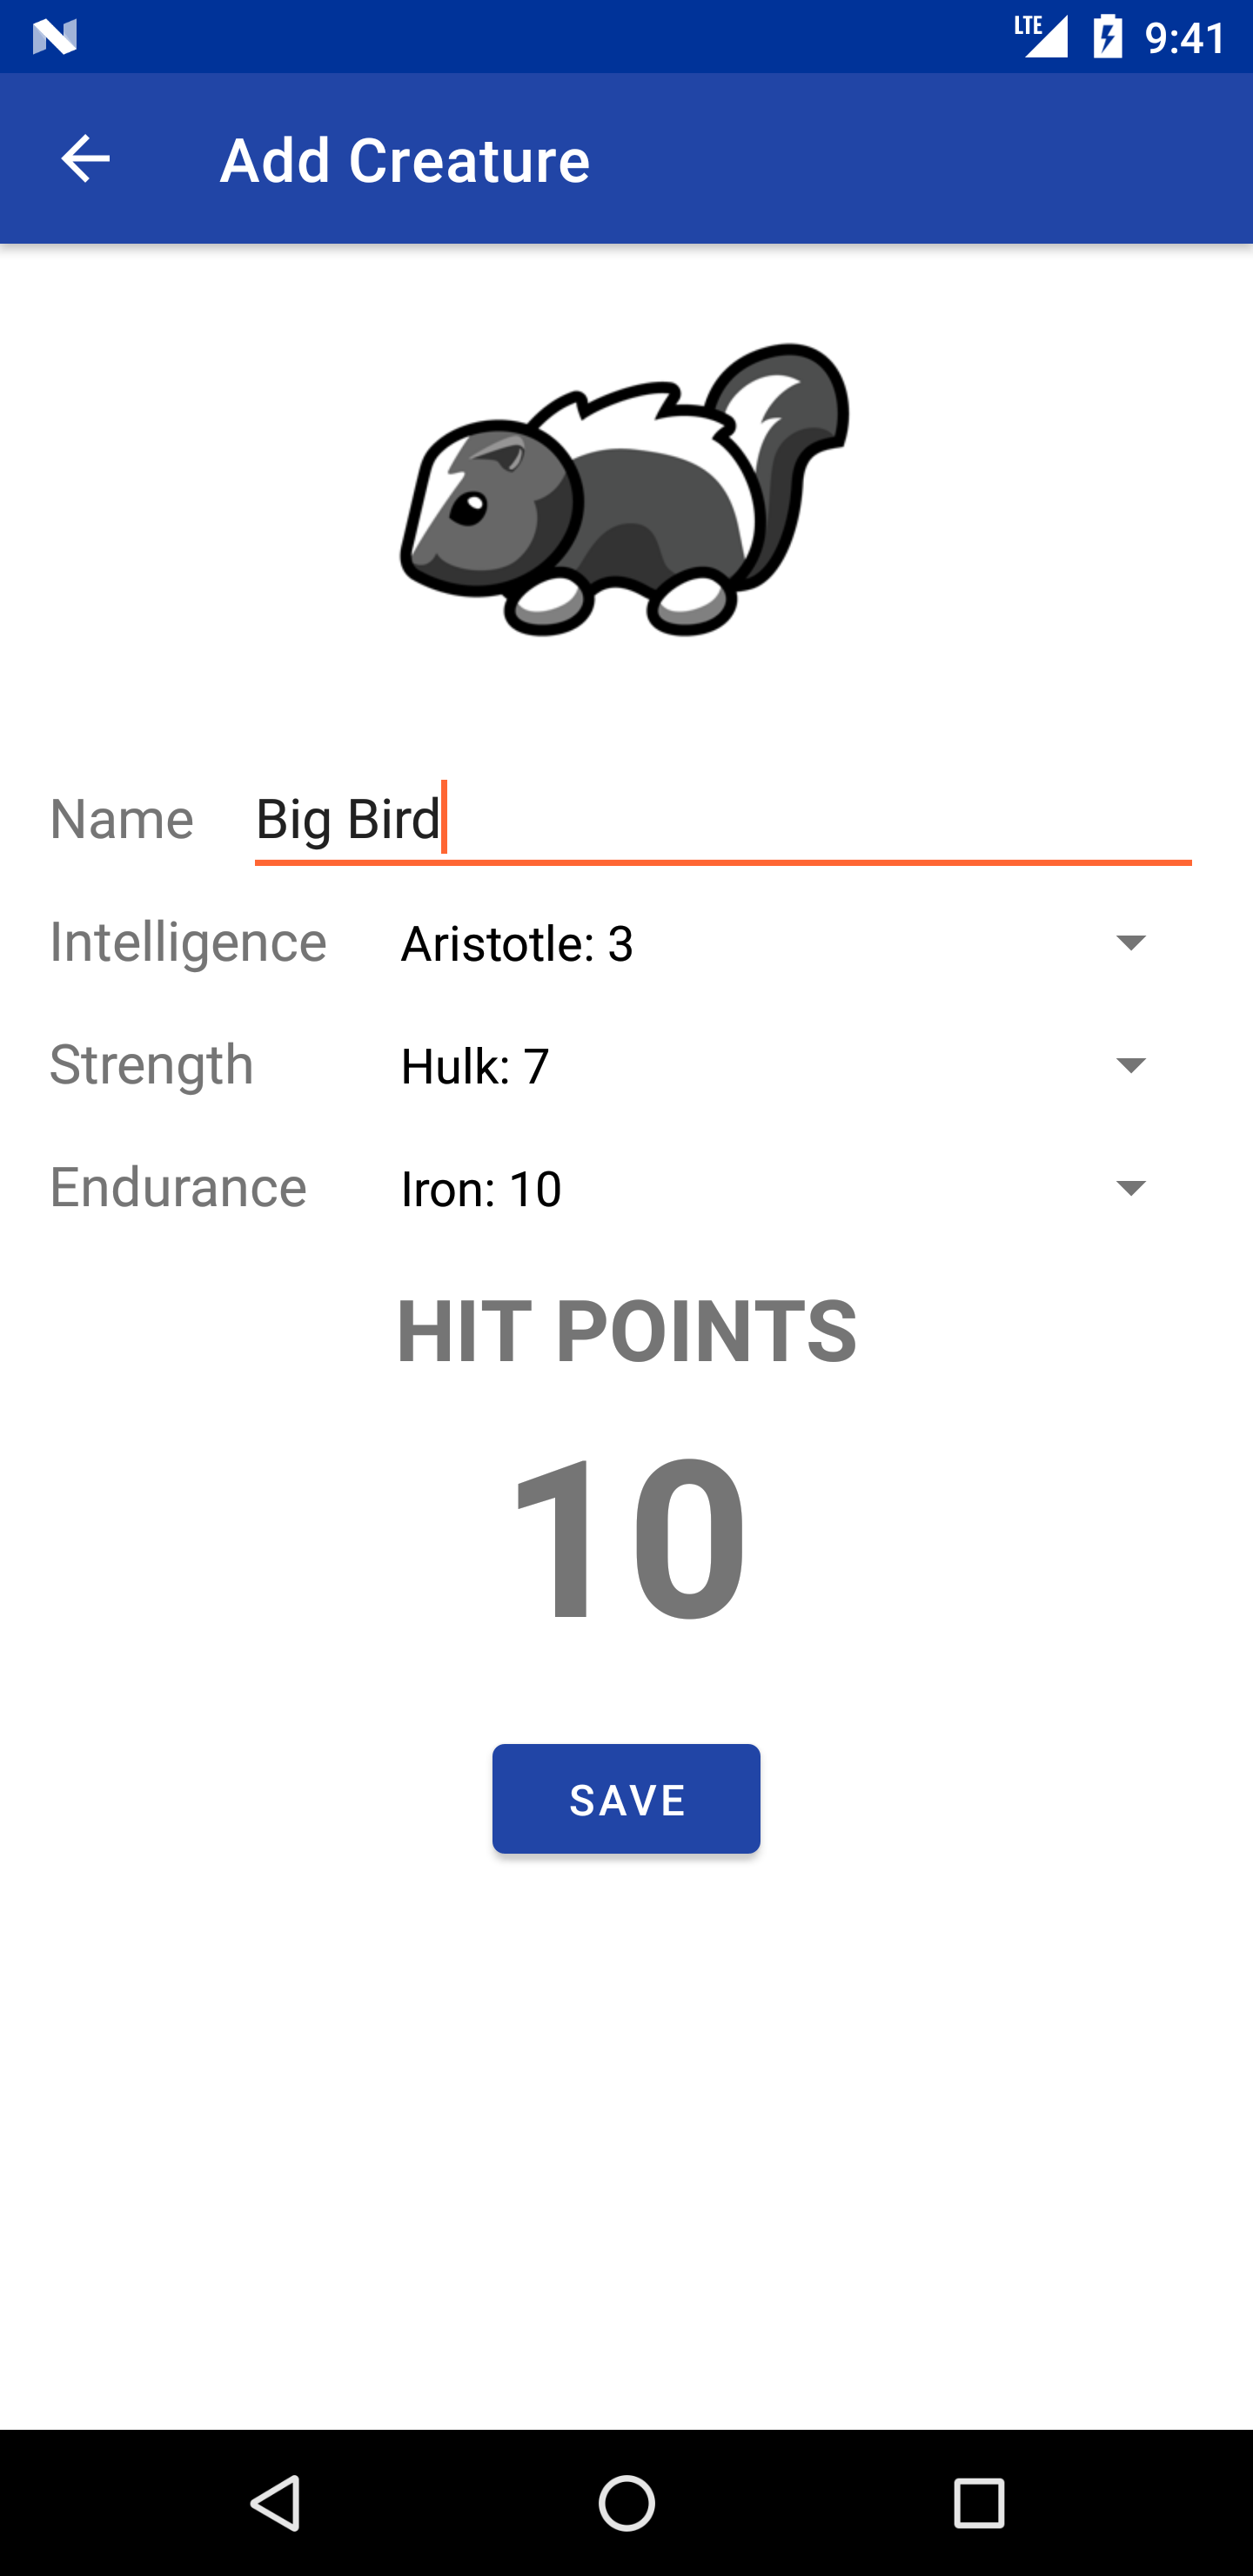 LTE 9:41
Add Creature
Name Big Bird
Intelligence Aristotle: 3
Strength Hulk: 7
Endurance Iron: 10
HIT POINTS
10
SAVE